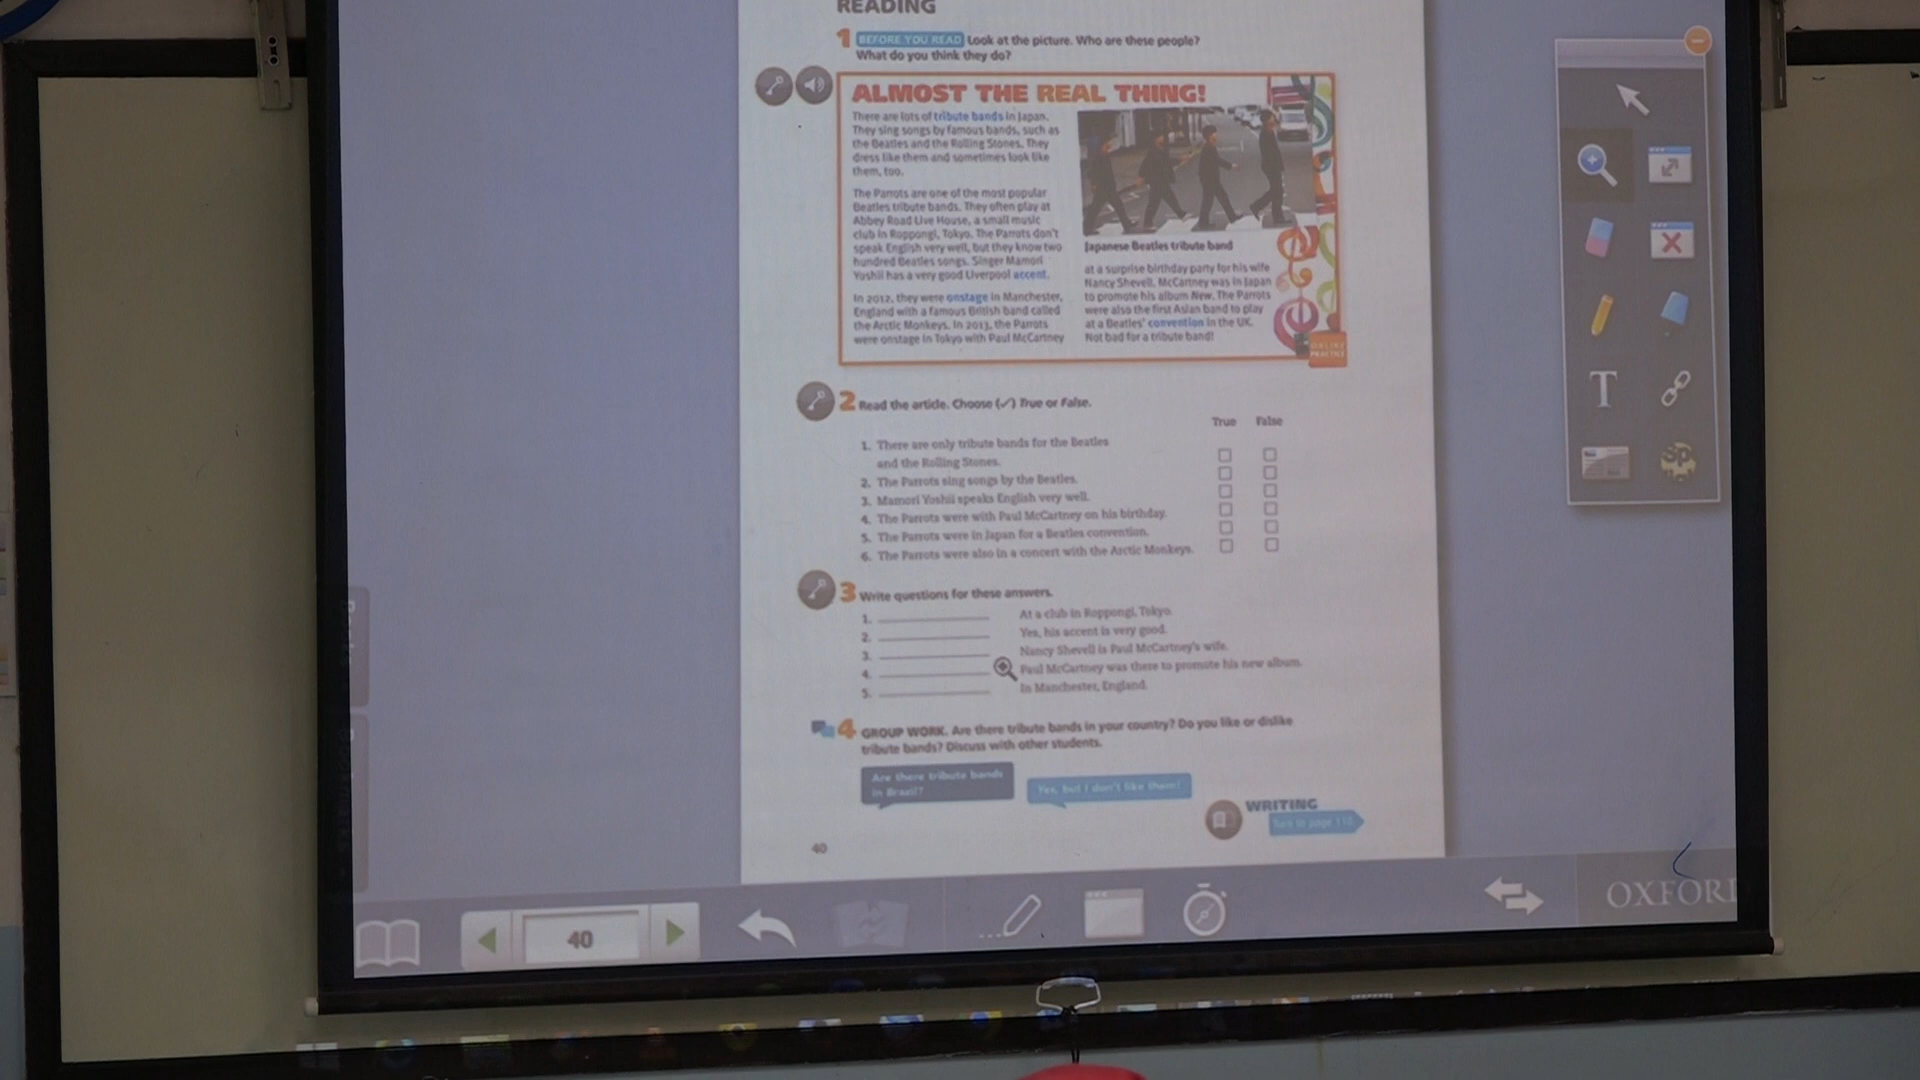 READING
1 BEFORE YOU READ Look at the picture. Who are these people?
What do you think they do?
ALMOST THE REAL THING!
There are lots of tribute bands in Japan.
They sing songs by famous bands, such as
the Beatles and the Rolling Stones. They
dress like them and sometimes look like
them, too.
The Parrots are one of the most popular
Beatles tribute bands. They often play at
Abbey Road Live House, a small music
club in Roppongi, Tokyo. The Parrots don't
speak English very well, but they know two
hundred Beatles songs. Singer Mamori
Yoshii has a very good Liverpool accent.
In 2012, they were onstage in Manchester,
England with a famous British band called
the Arctic Monkeys. In 2013, the Parrots
were onstage in Tokyo with Paul McCartney
Japanese Beatles tribute band
at a surprise birthday party for his wife
Nancy Shevell. McCartney was in Japan
to promote his album New. The Parrots
were also the first Asian band to play
at a Beatles' convention in the UK.
Not bad for a tribute band!
ONLINE
PRACTICE
2 Read the article. Choose (✓) True or False.
True False
1. There are only tribute bands for the Beatles
and the Rolling Stones.
2. The Parrots sing songs by the Beatles.
3. Mamori Yoshii speaks English very well.
4. The Parrots were with Paul McCartney on his birthday.
5. The Parrots were in Japan for a Beatles convention.
6. The Parrots were also in a concert with the Arctic Monkeys.
3 Write questions for these answers.
1. At a club in Roppongi, Tokyo.
2. Yes, his accent is very good.
3. Nancy Shevell is Paul McCartney's wife.
4. Paul McCartney was there to promote his new album.
5. In Manchester, England.
4 GROUP WORK. Are there tribute bands in your country? Do you like or dislike
tribute bands? Discuss with other students.
Are there tribute bands
in Brazil?
Yes, but I don't like them!
WRITING
Turn to page 110.
40
T
Sp
40
OXFORD